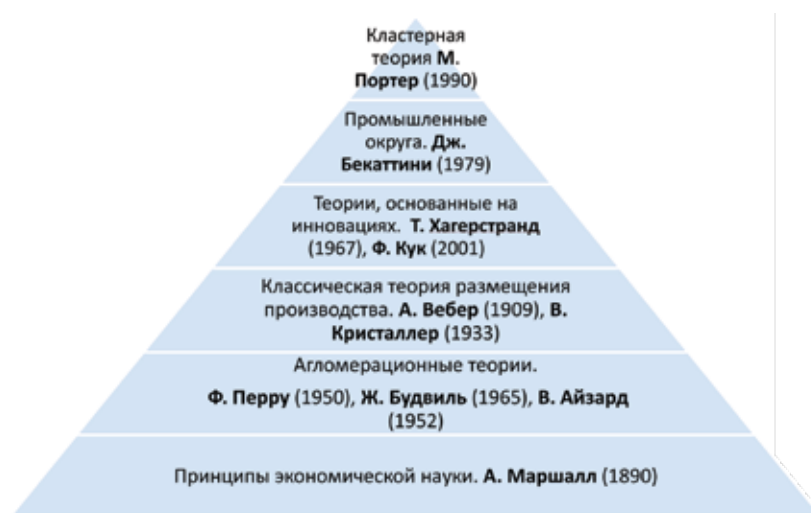 Кластерная
теория М.
Портер (1990)
Промышленные
округа. Дж.
Бекаттини (1979)
Теории, основанные на
инновациях. Т. Хагерстранд
(1967), Ф. Кук (2001)
Классическая теория размещения
производства. А. Вебер (1909), В.
Кристаллер (1933)
Агломерационные теории.
Ф. Перру (1950), Ж. Будвиль (1965), В. Айзард
(1952)
Принципы экономической науки. А. Маршалл (1890)